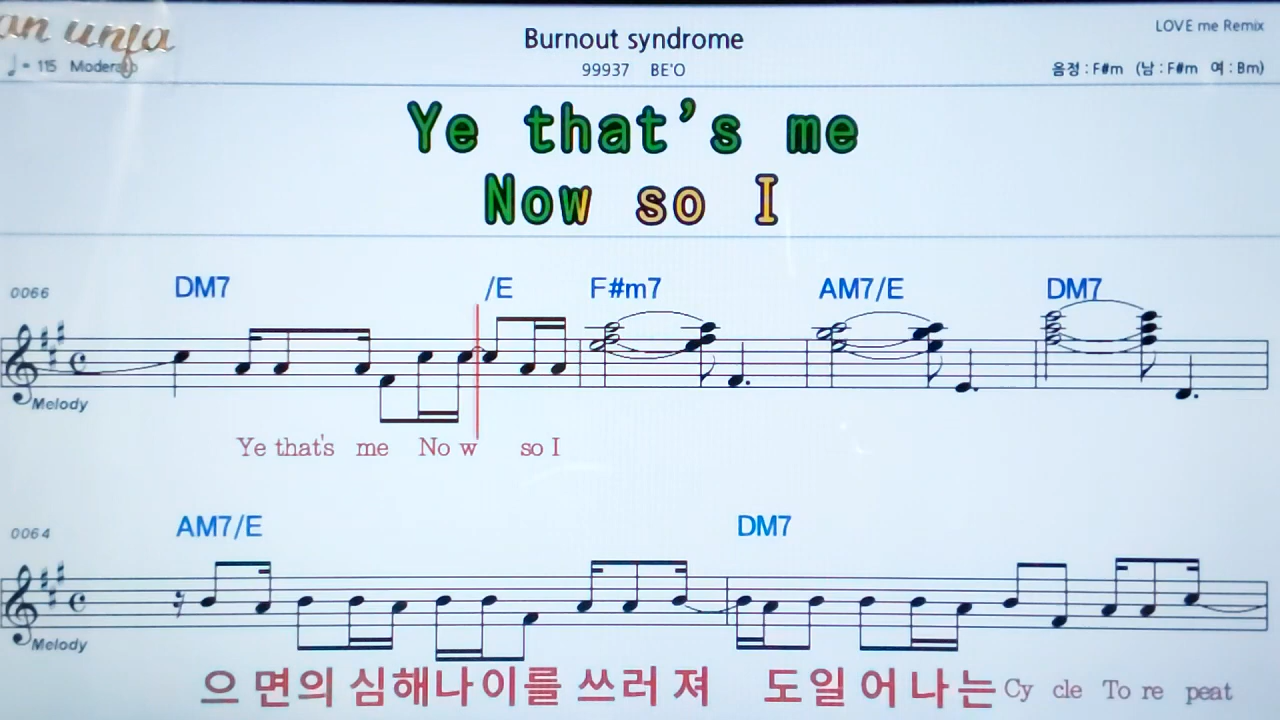 an unja
Burnout syndrome
LOVE me Remix
♩= 115 Moderato
99937 BE'O
음정 : F#m (남 : F#m 여 : Bm)
Ye that's me
Now so I
0066 DM7 /E F#m7 AM7/E DM7
Melody
Ye that's me No w so I
0064 AM7/E DM7
Melody
으 면의 심해나이를 쓰러 져 도일어나는 Cy cle To re peat